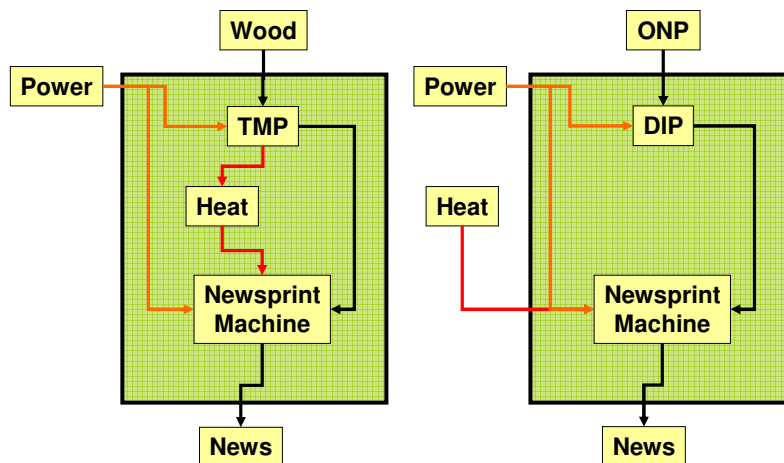 Wood
Power
TMP
Heat
Newsprint
Machine
News
ONP
Power
DIP
Heat
Newsprint
Machine
News